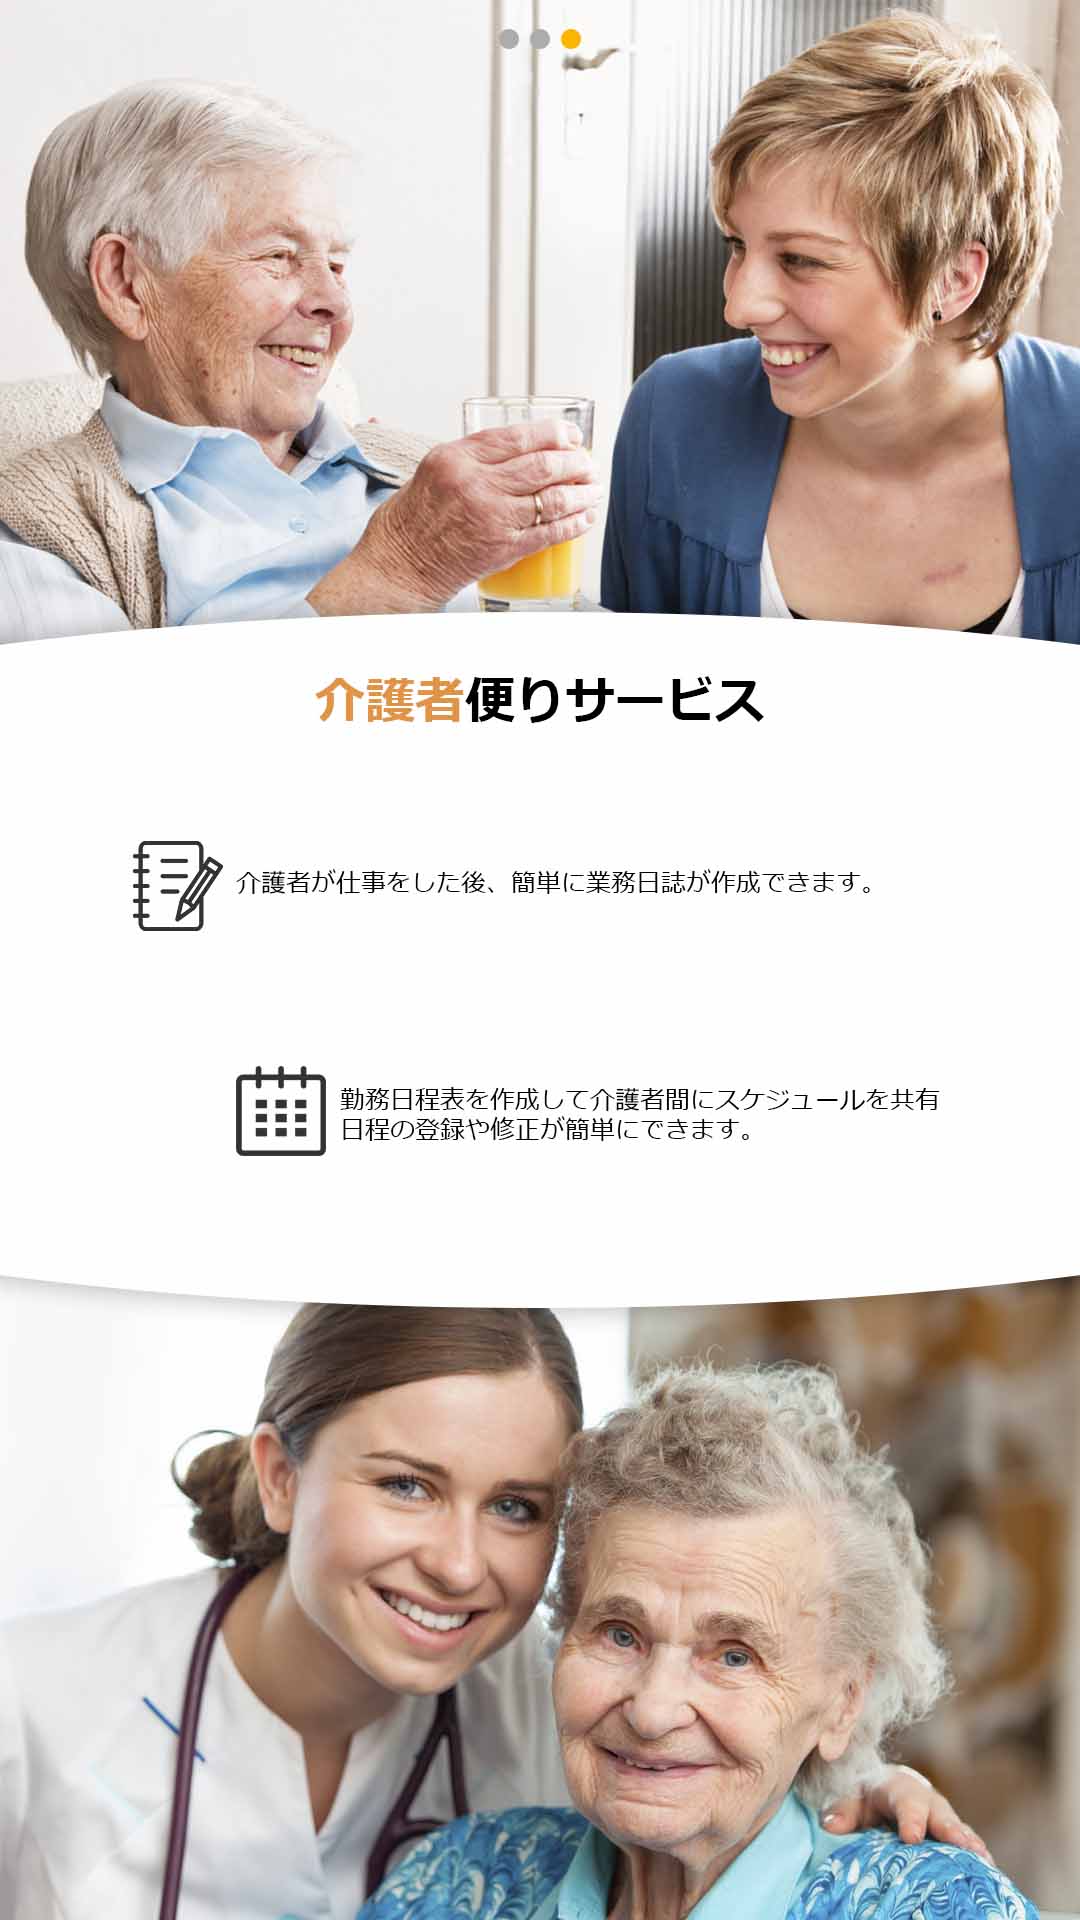 介護者便りサービス
介護者が仕事をした後、簡単に業務日誌が作成できます。
勤務日程表を作成して介護者間にスケジュールを共有
日程の登録や修正が簡単にできます。